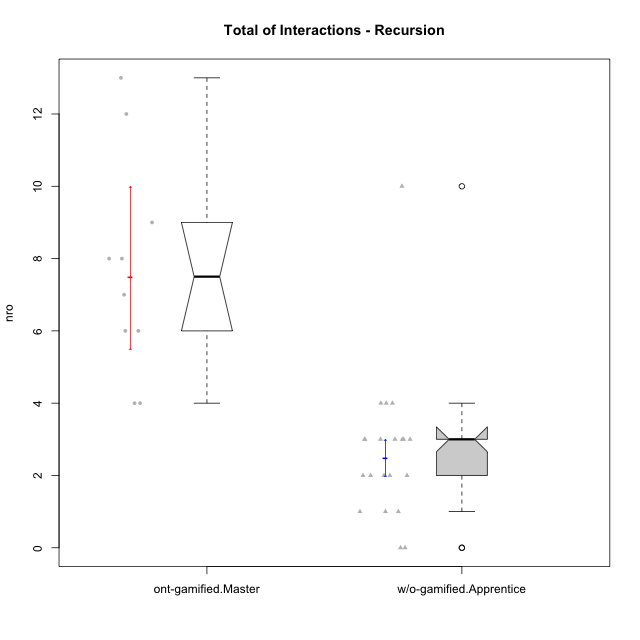 Total of Interactions - Recursion
12
10
8
6
4
2
0
nro
ont-gamified.Master
w/o-gamified.Apprentice